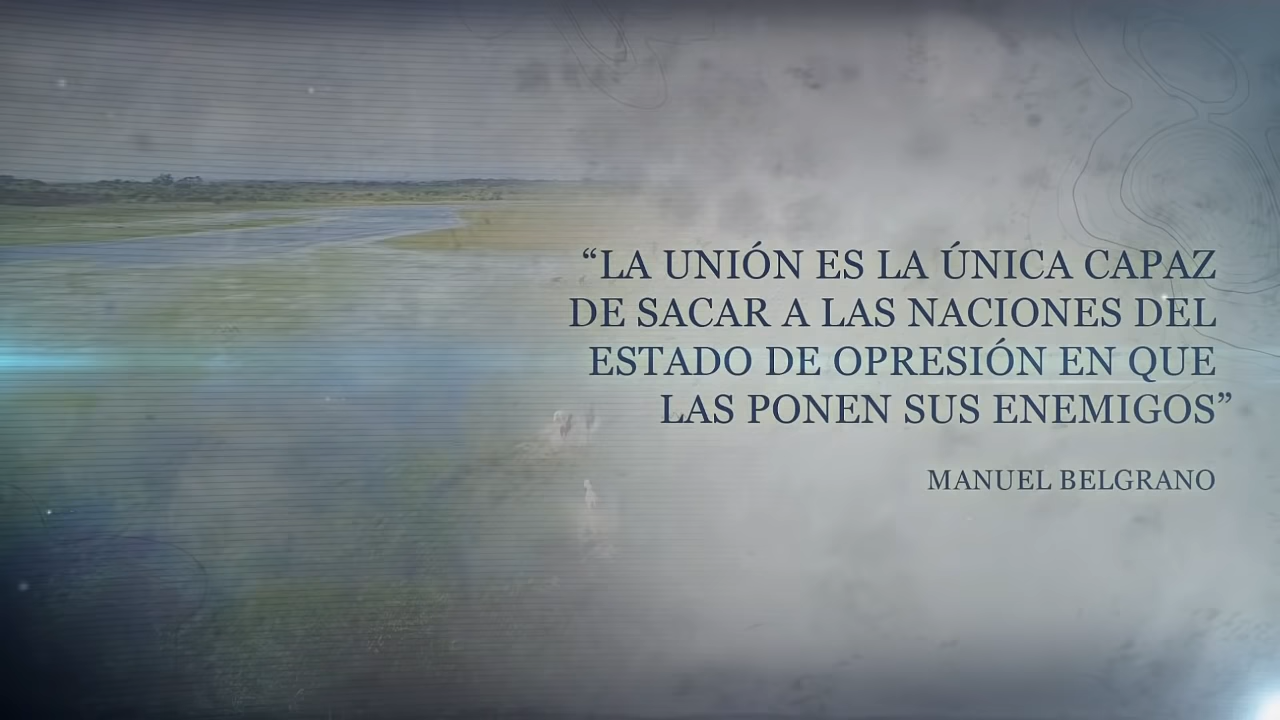 “LA UNIÓN ES LA ÚNICA CAPAZ
DE SACAR A LAS NACIONES DEL
ESTADO DE OPRESIÓN EN QUE
LAS PONEN SUS ENEMIGOS”
MANUEL BELGRANO